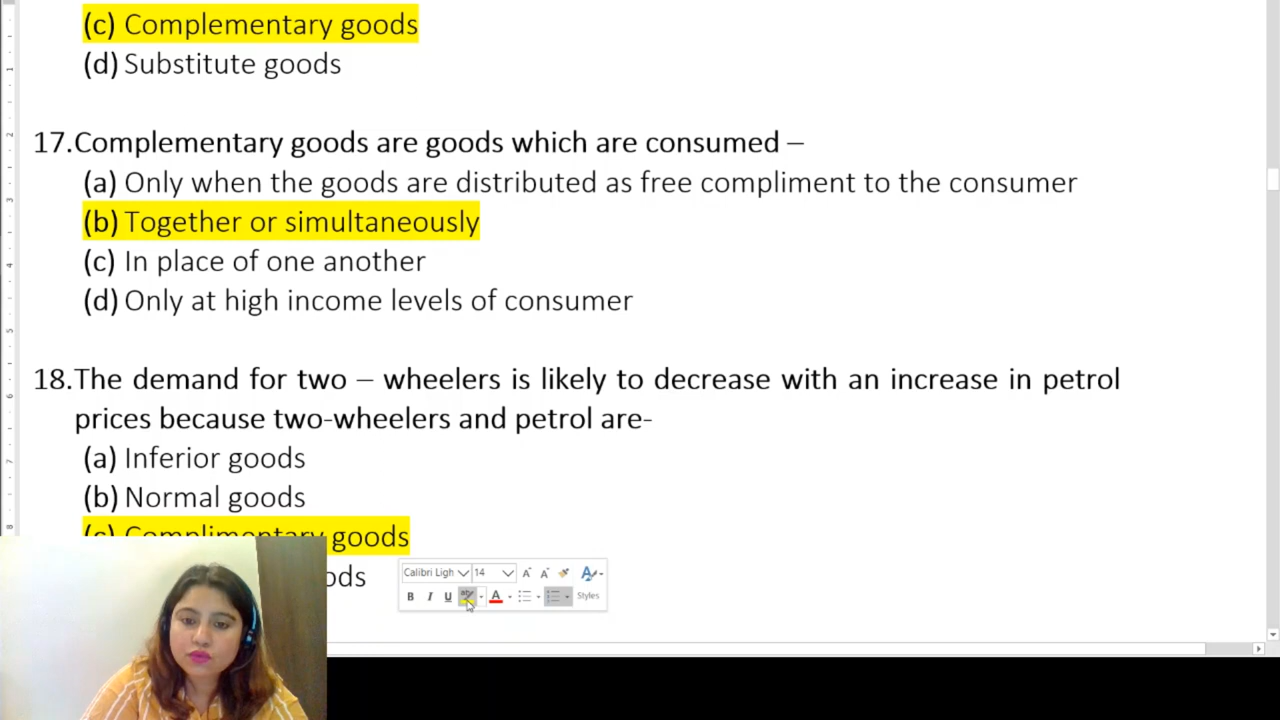 (c) Complementary goods
(d) Substitute goods
17.Complementary goods are goods which are consumed –
(a) Only when the goods are distributed as free compliment to the consumer
(b) Together or simultaneously
(c) In place of one another
(d) Only at high income levels of consumer
18.The demand for two – wheelers is likely to decrease with an increase in petrol
prices because two-wheelers and petrol are-
(a) Inferior goods
(b) Normal goods
(c) Complimentary goods
Calibri Ligh 14
B I U A Styles